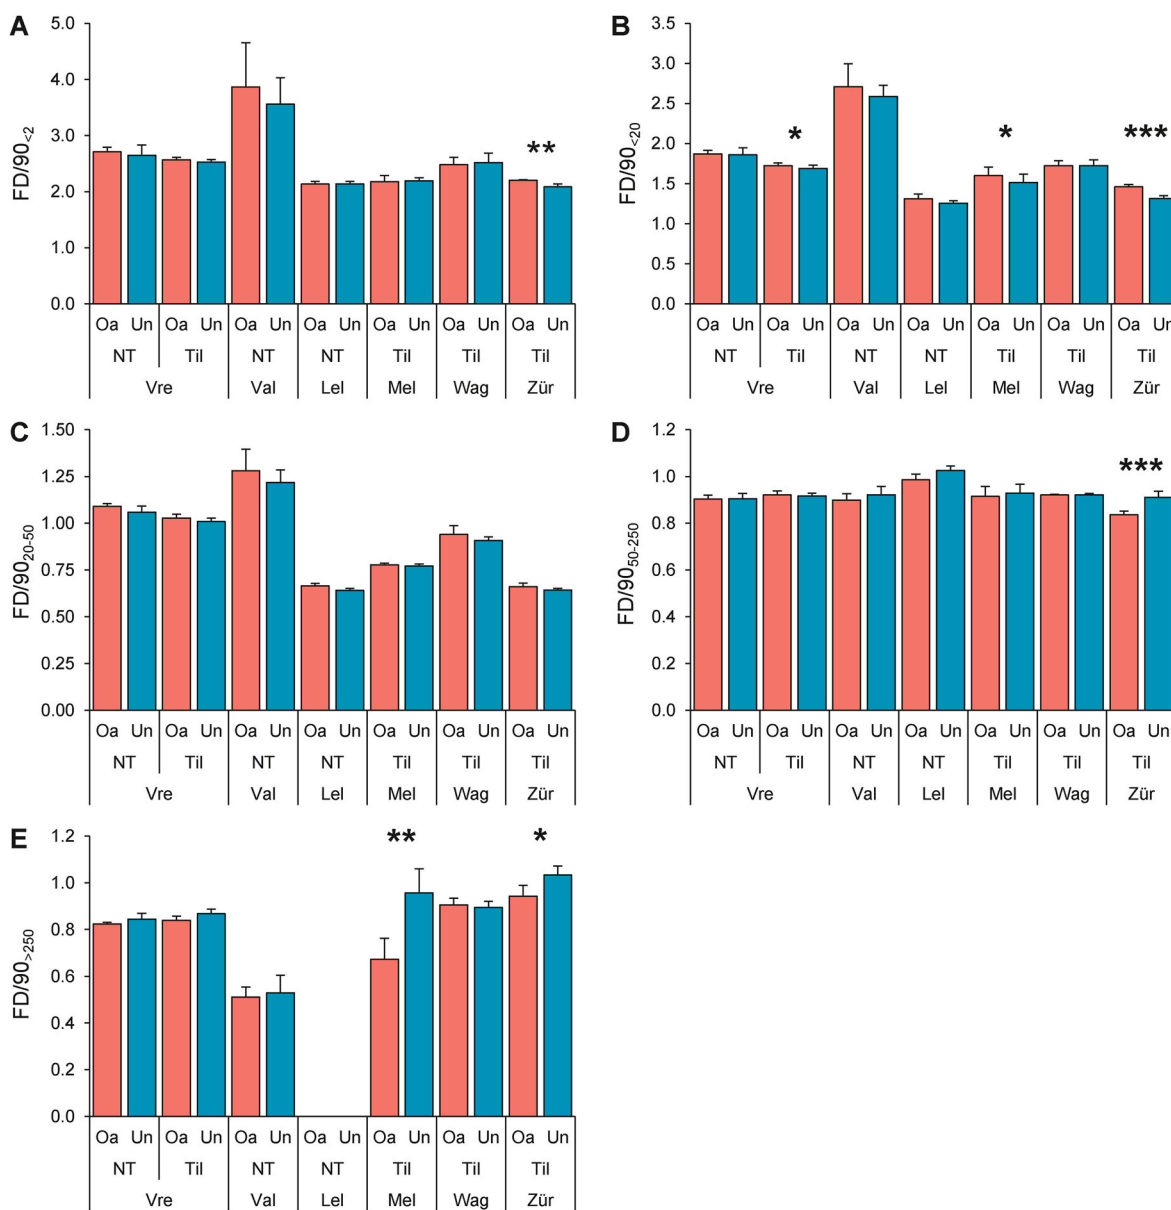 A
FD/90<2
5.0
4.0
3.0
2.0
1.0
0.0
**
Oa Un Oa Un Oa Un Oa Un Oa Un Oa Un Oa Un
NT Til NT NT Til Til Til
Vre Val Lel Mel Wag Zür
B
FD/90<20
3.5
3.0
2.5
2.0
1.5
1.0
0.5
0.0
* * ***
Oa Un Oa Un Oa Un Oa Un Oa Un Oa Un Oa Un
NT Til NT NT Til Til Til
Vre Val Lel Mel Wag Zür
C
FD/9020-50
1.50
1.25
1.00
0.75
0.50
0.25
0.00
Oa Un Oa Un Oa Un Oa Un Oa Un Oa Un Oa Un
NT Til NT NT Til Til Til
Vre Val Lel Mel Wag Zür
D
FD/9050-250
1.2
1.0
0.8
0.6
0.4
0.2
0.0
***
Oa Un Oa Un Oa Un Oa Un Oa Un Oa Un Oa Un
NT Til NT NT Til Til Til
Vre Val Lel Mel Wag Zür
E
FD/90>250
1.2
1.0
0.8
0.6
0.4
0.2
0.0
** *
Oa Un Oa Un Oa Un Oa Un Oa Un Oa Un Oa Un
NT Til NT NT Til Til Til
Vre Val Lel Mel Wag Zür